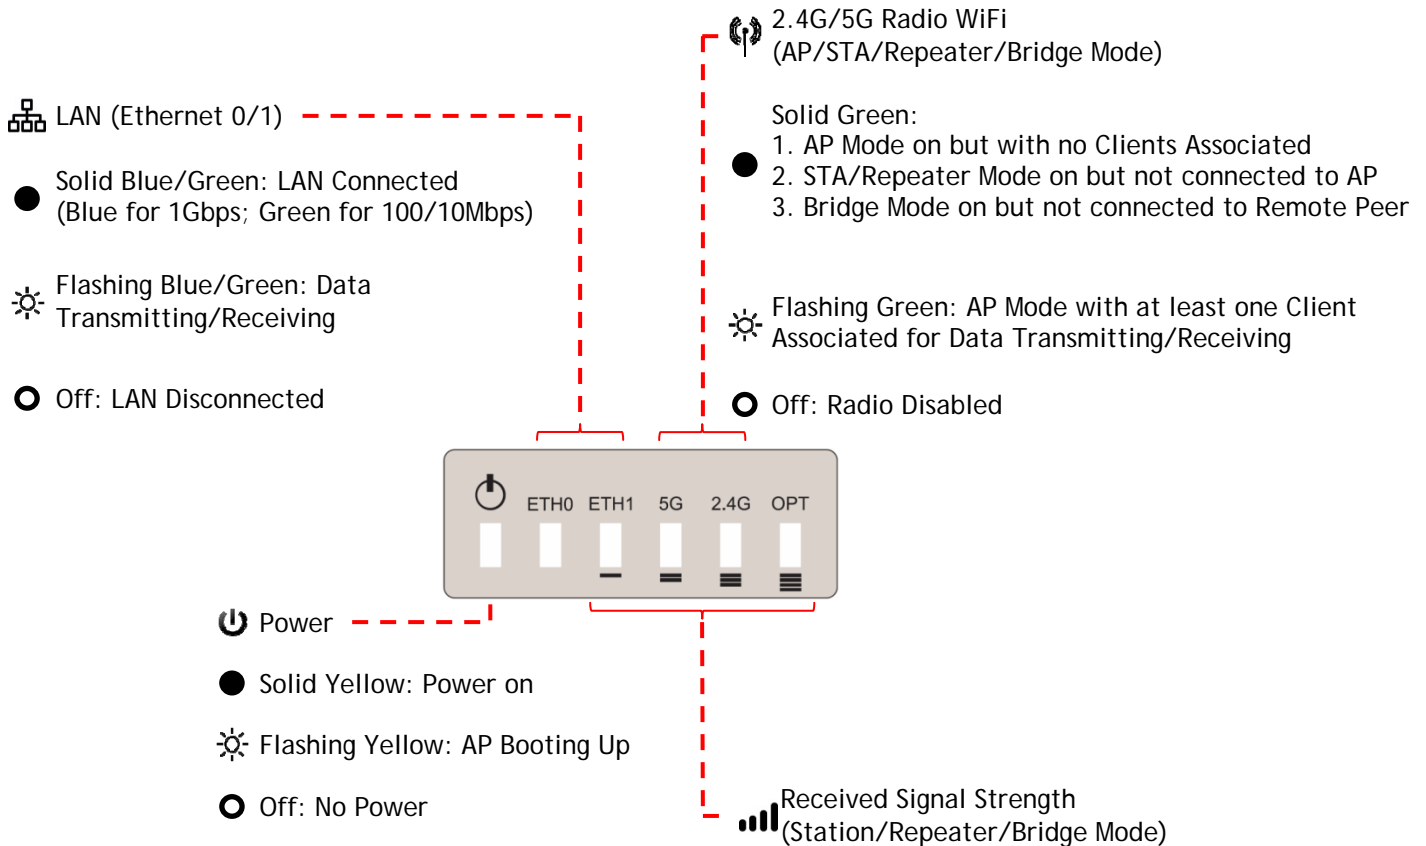 2.4G/5G Radio WiFi
(AP/STA/Repeater/Bridge Mode)
LAN (Ethernet 0/1)
Solid Blue/Green: LAN Connected
(Blue for 1Gbps; Green for 100/10Mbps)
Flashing Blue/Green: Data
Transmitting/Receiving
Off: LAN Disconnected
Solid Green:
1. AP Mode on but with no Clients Associated
2. STA/Repeater Mode on but not connected to AP
3. Bridge Mode on but not connected to Remote Peer
Flashing Green: AP Mode with at least one Client
Associated for Data Transmitting/Receiving
Off: Radio Disabled
ETH0 ETH1 5G 2.4G OPT
Power
Solid Yellow: Power on
Flashing Yellow: AP Booting Up
Off: No Power
Received Signal Strength
(Station/Repeater/Bridge Mode)